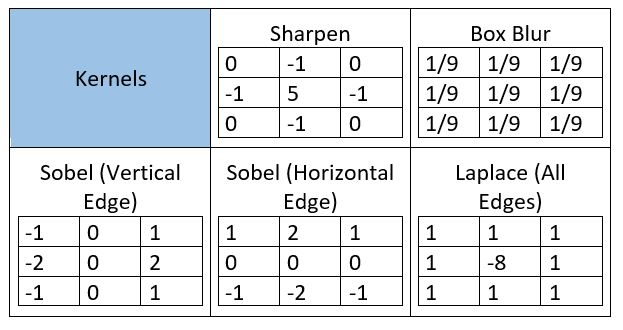 Kernels
Sharpen
0 -1 0
-1 5 -1
0 -1 0
Box Blur
1/9 1/9 1/9
1/9 1/9 1/9
1/9 1/9 1/9
Sobel (Vertical
Edge)
-1 0 1
-2 0 2
-1 0 1
Sobel (Horizontal
Edge)
1 2 1
0 0 0
-1 -2 -1
Laplace (All
Edges)
1 1 1
1 -8 1
1 1 1